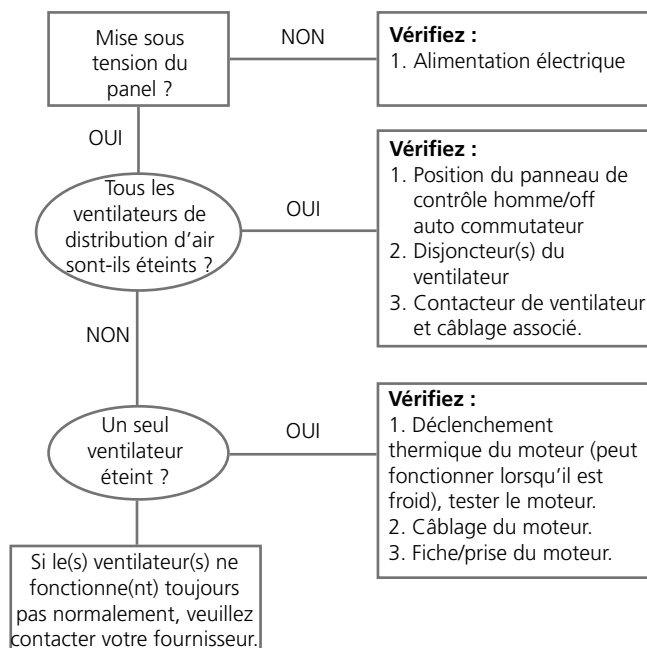 Mise sous
tension du
panel ?
NON
Vérifiez :
1. Alimentation électrique
OUI
Tous les
ventilateurs de
distribution d'air
sont-ils éteints ?
OUI
Vérifiez :
1. Position du panneau de
contrôle homme/off
auto commutateur
2. Disjoncteur(s) du
ventilateur
3. Contacteur de ventilateur
et câblage associé.
NON
Un seul
ventilateur
éteint ?
OUI
Vérifiez :
1. Déclenchement
thermique du moteur (peut
fonctionner lorsqu'il est
froid), tester le moteur.
2. Câblage du moteur.
3. Fiche/prise du moteur.
Si le(s) ventilateur(s) ne
fonctionne(nt) toujours
pas normalement, veuillez
contacter votre fournisseur.